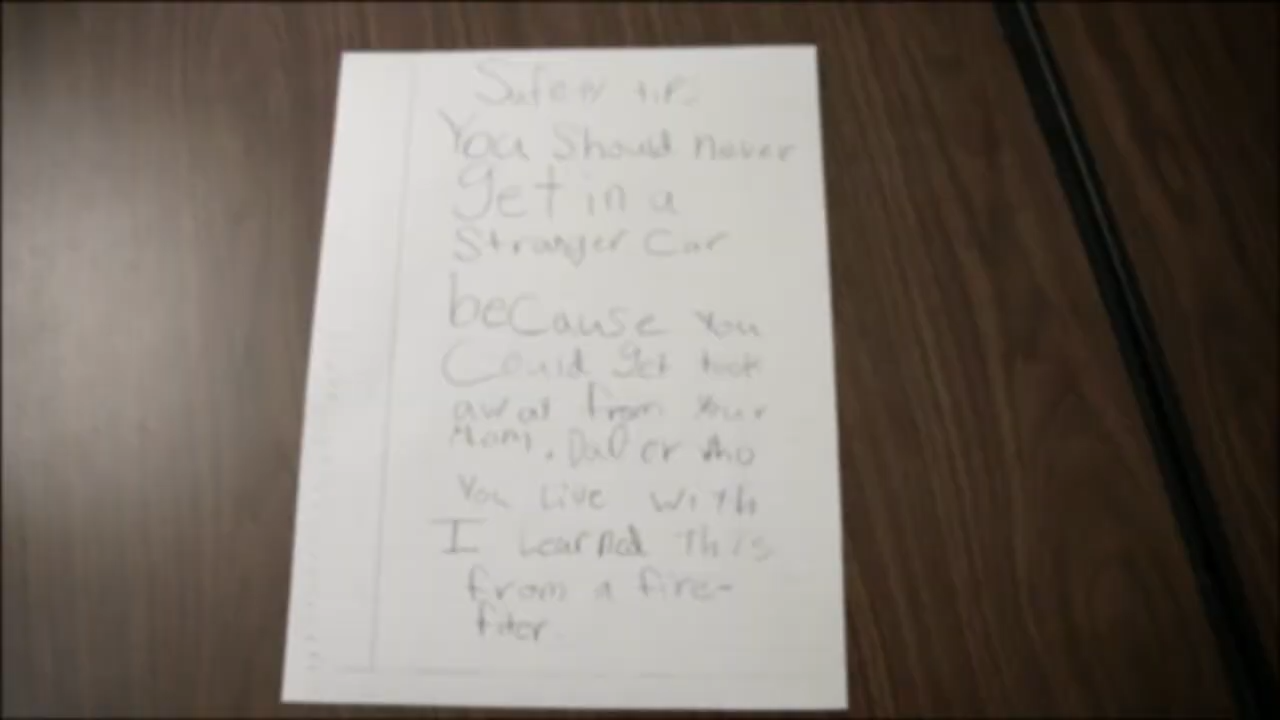 Safety tip.
You Should never
get in a
Stranger Car
because You
Could get took
away from your
Mom, Dad or who
You Live with
I Learned This
from a fire-
fiter.